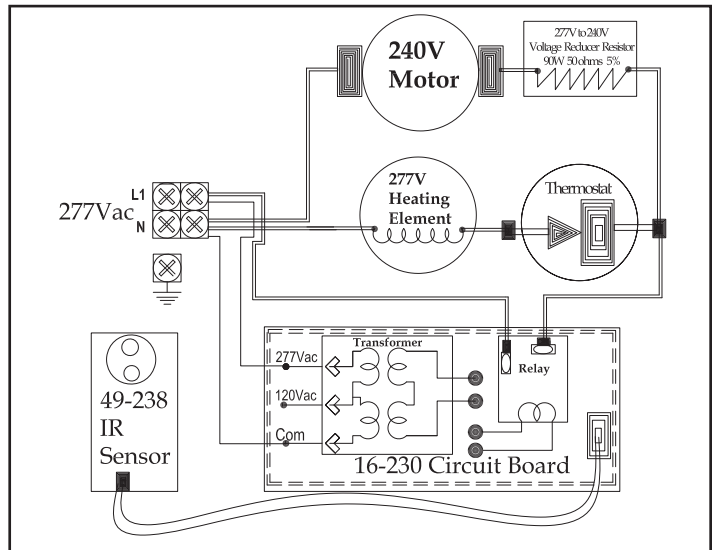 240V
Motor
277V to 240V
Voltage Reducer Resistor
90W 50 ohms 5%
L1
277Vac
N
277V
Heating
Element
Thermostat
49-238
IR
Sensor
277Vac
120Vac
Com
Transformer
Relay
16-230 Circuit Board